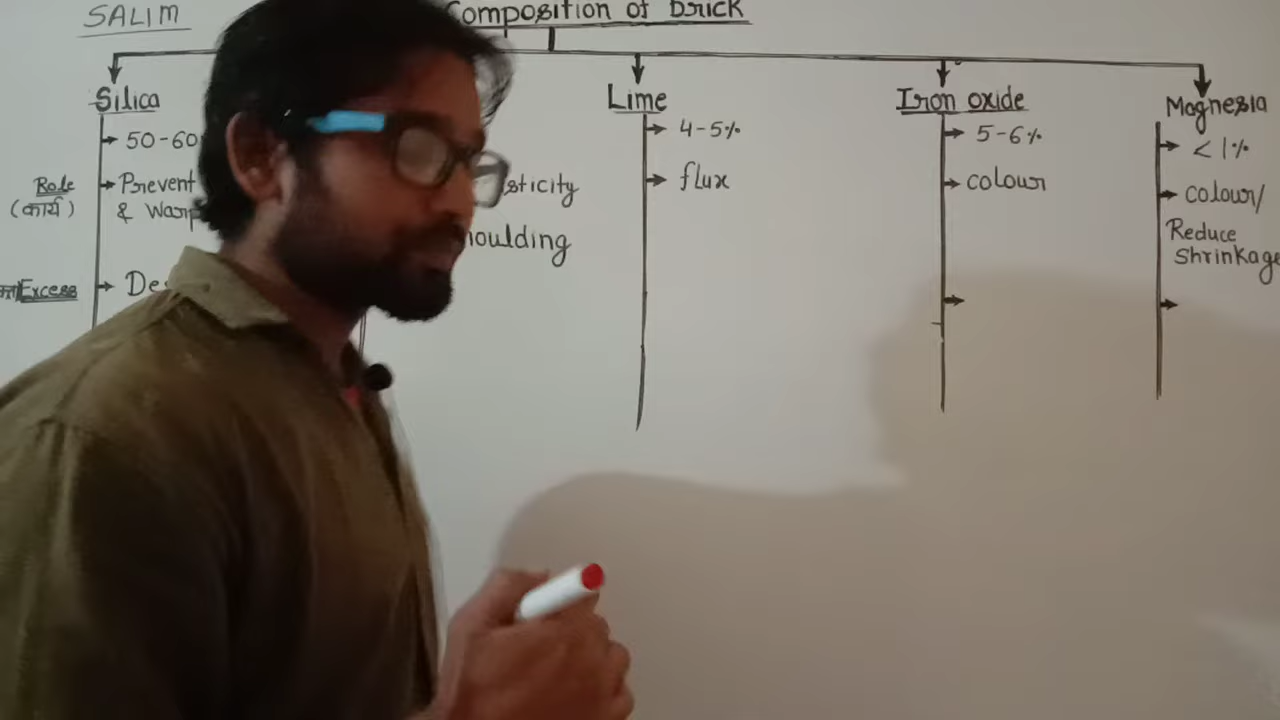 SALIM
Composition of brick
Silica
Lime
Iron oxide
Magnesia
50-60
4-5%
5-6%
< 1%
Role
(कार्य)
Prevent
flux
colour
colour/
&
Reduce
moulding
Shrinkage
Excess